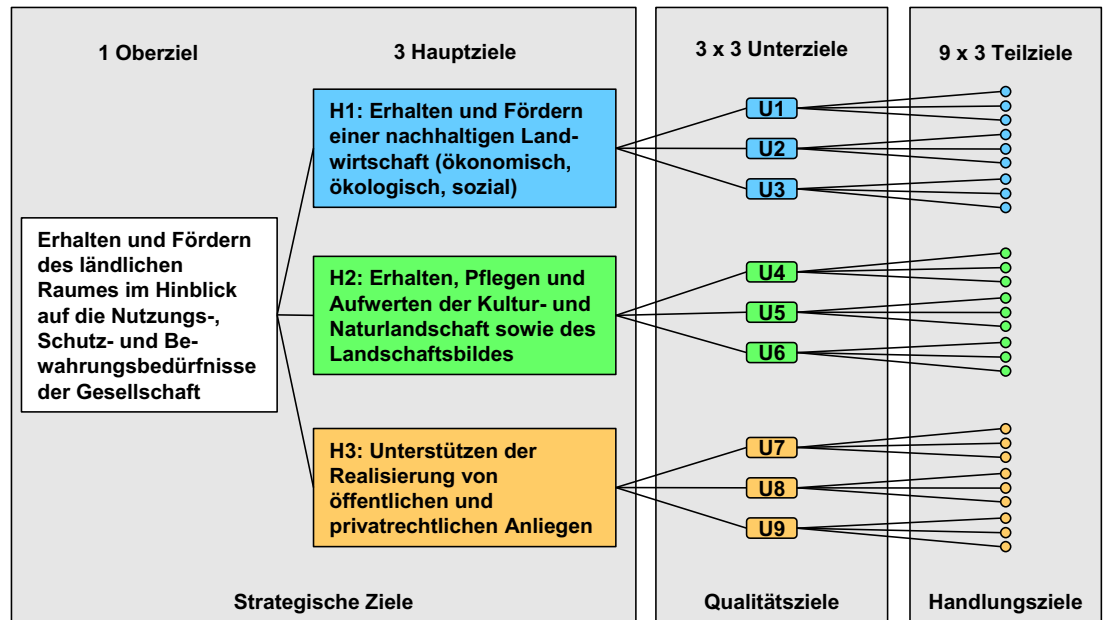 1 Oberziel
3 Hauptziele
3 x 3 Unterziele
9 x 3 Teilziele
Erhalten und Fördern
des ländlichen
Raumes im Hinblick
auf die Nutzungs-,
Schutz- und Be-
wahrungsbedürfnisse
der Gesellschaft
H1: Erhalten und Fördern
einer nachhaltigen Land-
wirtschaft (ökonomisch,
ökologisch, sozial)
H2: Erhalten, Pflegen und
Aufwerten der Kultur- und
Naturlandschaft sowie des
Landschaftsbildes
H3: Unterstützen der
Realisierung von
öffentlichen und
privatrechtlichen Anliegen
U1
U2
U3
U4
U5
U6
U7
U8
U9
Strategische Ziele
Qualitätsziele
Handlungsziele